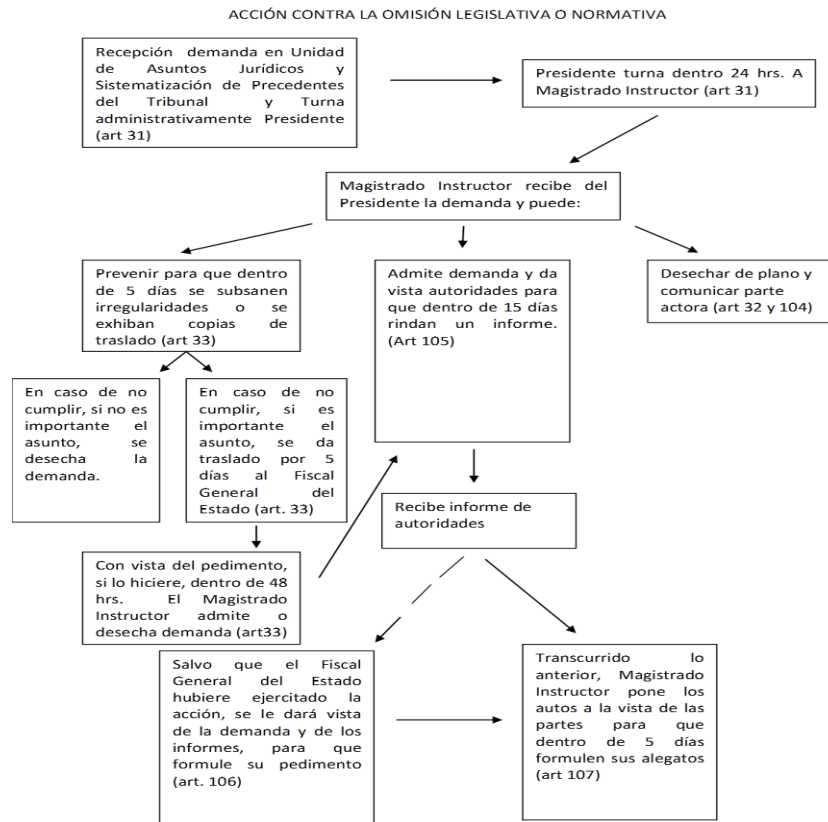 ACCIÓN CONTRA LA OMISIÓN LEGISLATIVA O NORMATIVA
Recepción demanda en Unidad
de Asuntos Jurídicos y
Sistematización de Precedentes
del Tribunal y Turna
administrativamente Presidente
(art 31)
Presidente turna dentro 24 hrs. A
Magistrado Instructor (art 31)
Magistrado Instructor recibe del
Presidente la demanda y puede:
Prevenir para que dentro
de 5 días se subsanen
irregularidades o se
exhiban copias de
traslado (art 33)
Admite demanda y da
vista autoridades para
que dentro de 15 días
rindan un informe.
(Art 105)
Desechar de plano y
comunicar parte
actora (art 32 y 104)
En caso de no
cumplir, si no es
importante el
asunto, se
desecha la
demanda.
En caso de no
cumplir, si es
importante el
asunto, se da
traslado por 5
días al Fiscal
General del
Estado (art. 33)
Recibe informe de
autoridades
Con vista del pedimento,
si lo hiciere, dentro de 48
hrs. El Magistrado
Instructor admite o
desecha demanda (art33)
Salvo que el Fiscal
General del Estado
hubiere ejercitado la
acción, se le dará vista
de la demanda y de los
informes, para que
formule su pedimento
(art. 106)
Transcurrido lo
anterior, Magistrado
Instructor pone los
autos a la vista de las
partes para que
dentro de 5 días
formulen sus alegatos
(art 107)